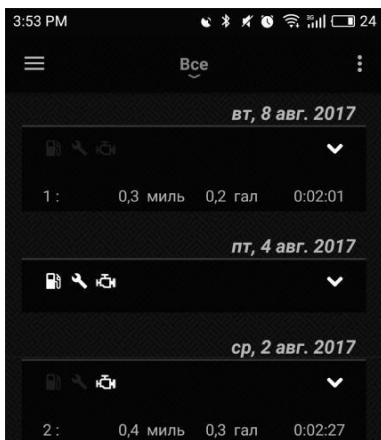 3:53 PM 3G 24
Все
вт, 8 авг. 2017
1 : 0,3 миль 0,2 гал 0:02:01
пт, 4 авг. 2017
ср, 2 авг. 2017
2 : 0,4 миль 0,3 гал 0:02:27